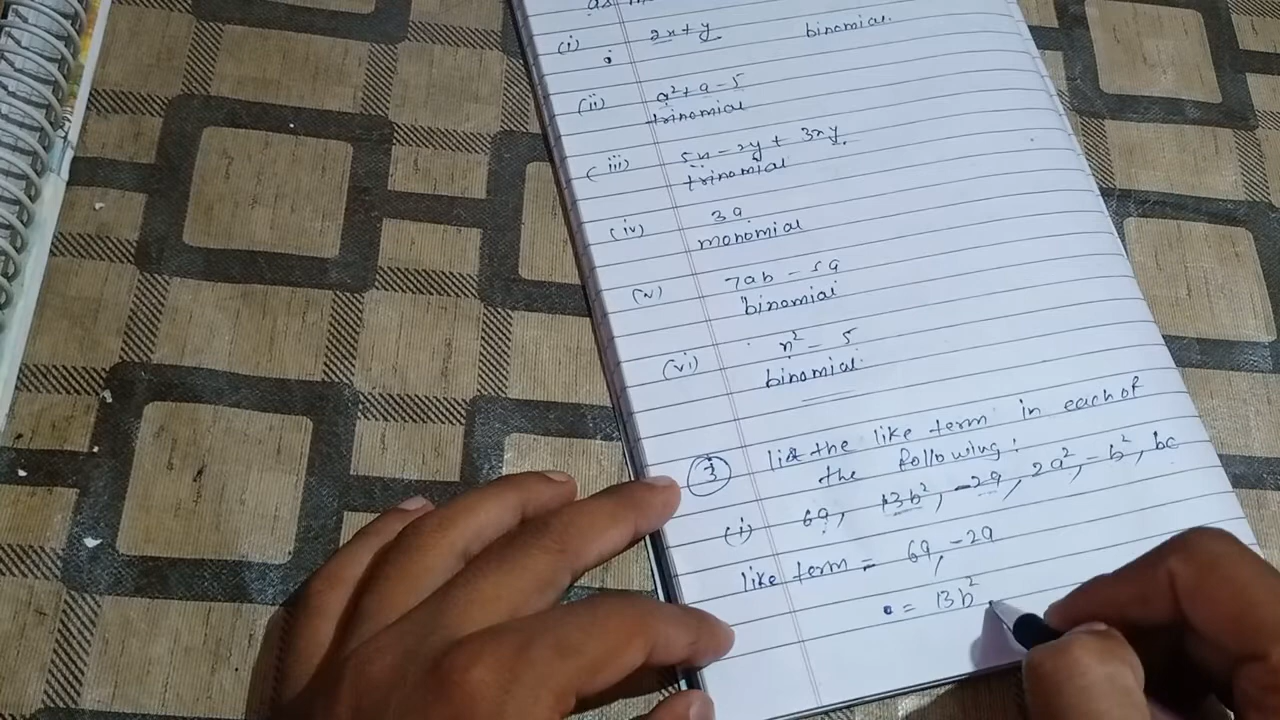 as
(i) 2x + y binomial.
(ii) a² + a - 5
trinomial
(iii) 5x - 2y + 3xy.
trinomial
(iv) 3a
monomial
(v) 7ab - 5a
binomial
(vi) x² - 5
binomial
③ list the like term in each of
the following:
(i) 6a, 13b², -2a, 2a², -b², bc
like term = 6a, -2a
= 13b²